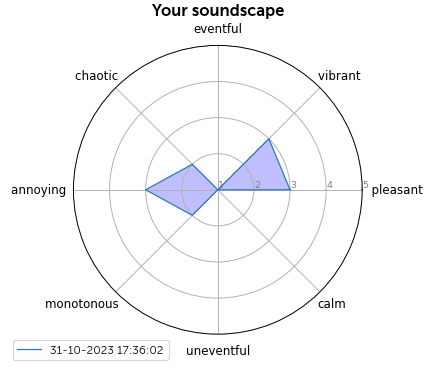 Your soundscape
eventful
chaotic
vibrant
annoying
1
2
3
4
5
pleasant
monotonous
calm
uneventful
31-10-2023 17:36:02